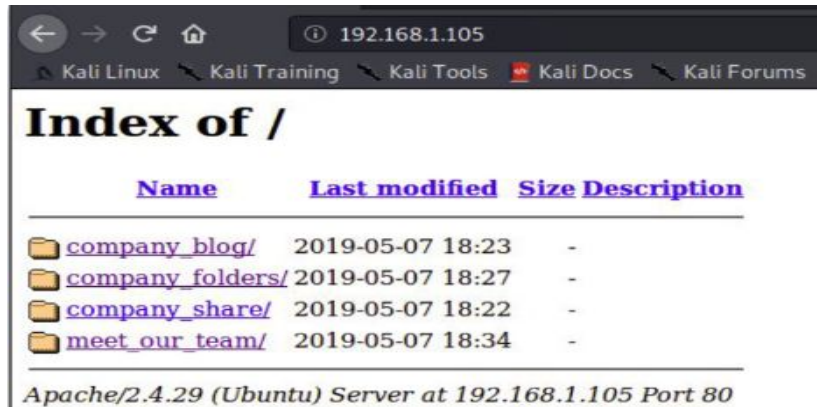 192.168.1.105
Kali Linux Kali Training Kali Tools Kali Docs Kali Forums
Index of /
Name Last modified Size Description
company_blog/ 2019-05-07 18:23 -
company_folders/ 2019-05-07 18:27 -
company_share/ 2019-05-07 18:22 -
meet_our_team/ 2019-05-07 18:34 -
Apache/2.4.29 (Ubuntu) Server at 192.168.1.105 Port 80